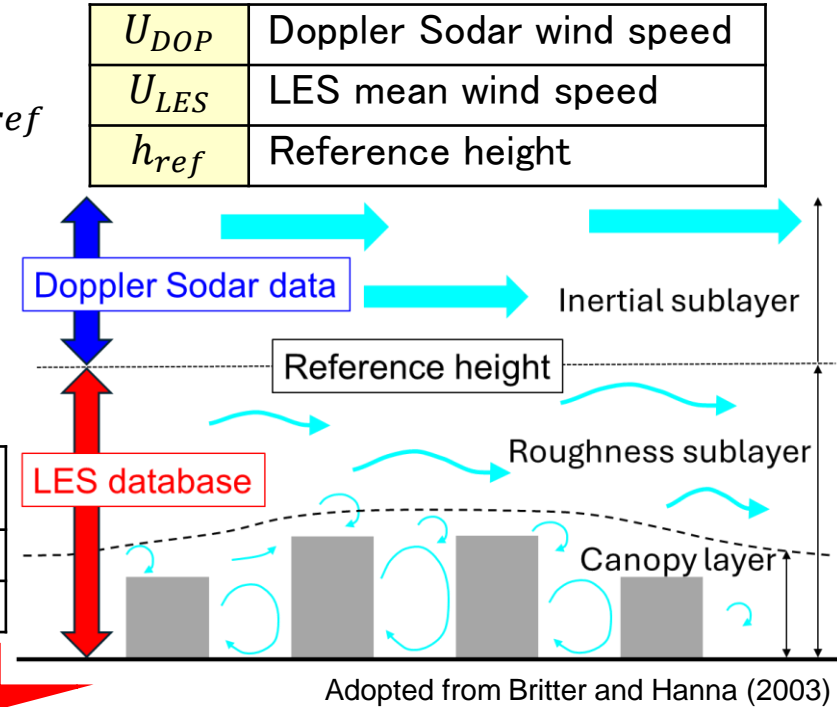 U_DOP Doppler Sodar wind speed
U_LES LES mean wind speed
ref
h_ref Reference height
Doppler Sodar data
Inertial sublayer
Reference height
Roughness sublayer
LES database
Canopy layer
Adopted from Britter and Hanna (2003)